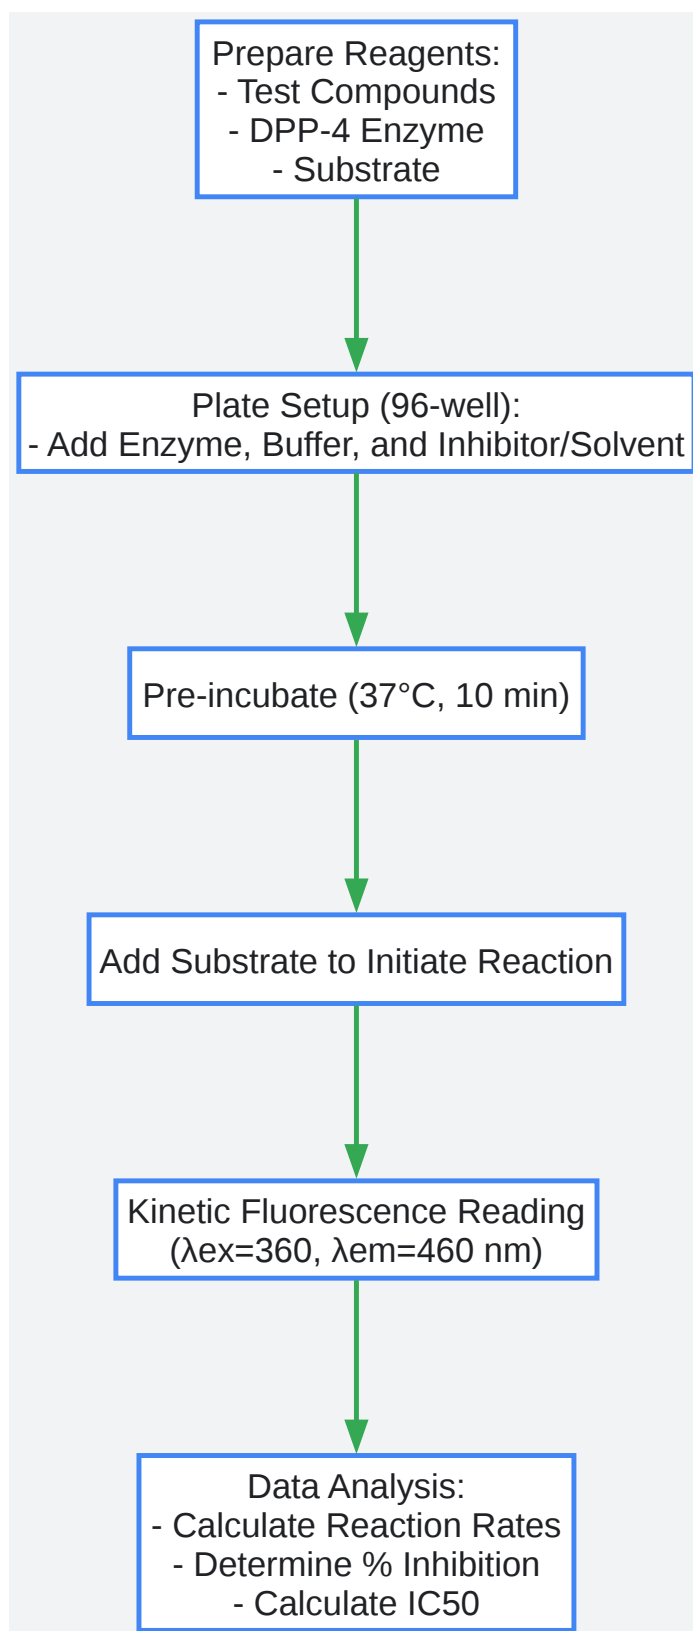 Prepare Reagents:
- Test Compounds
- DPP-4 Enzyme
- Substrate
Plate Setup (96-well):
- Add Enzyme, Buffer, and Inhibitor/Solvent
Pre-incubate (37°C, 10 min)
Add Substrate to Initiate Reaction
Kinetic Fluorescence Reading
(λex=360, λem=460 nm)
Data Analysis:
- Calculate Reaction Rates
- Determine % Inhibition
- Calculate IC50